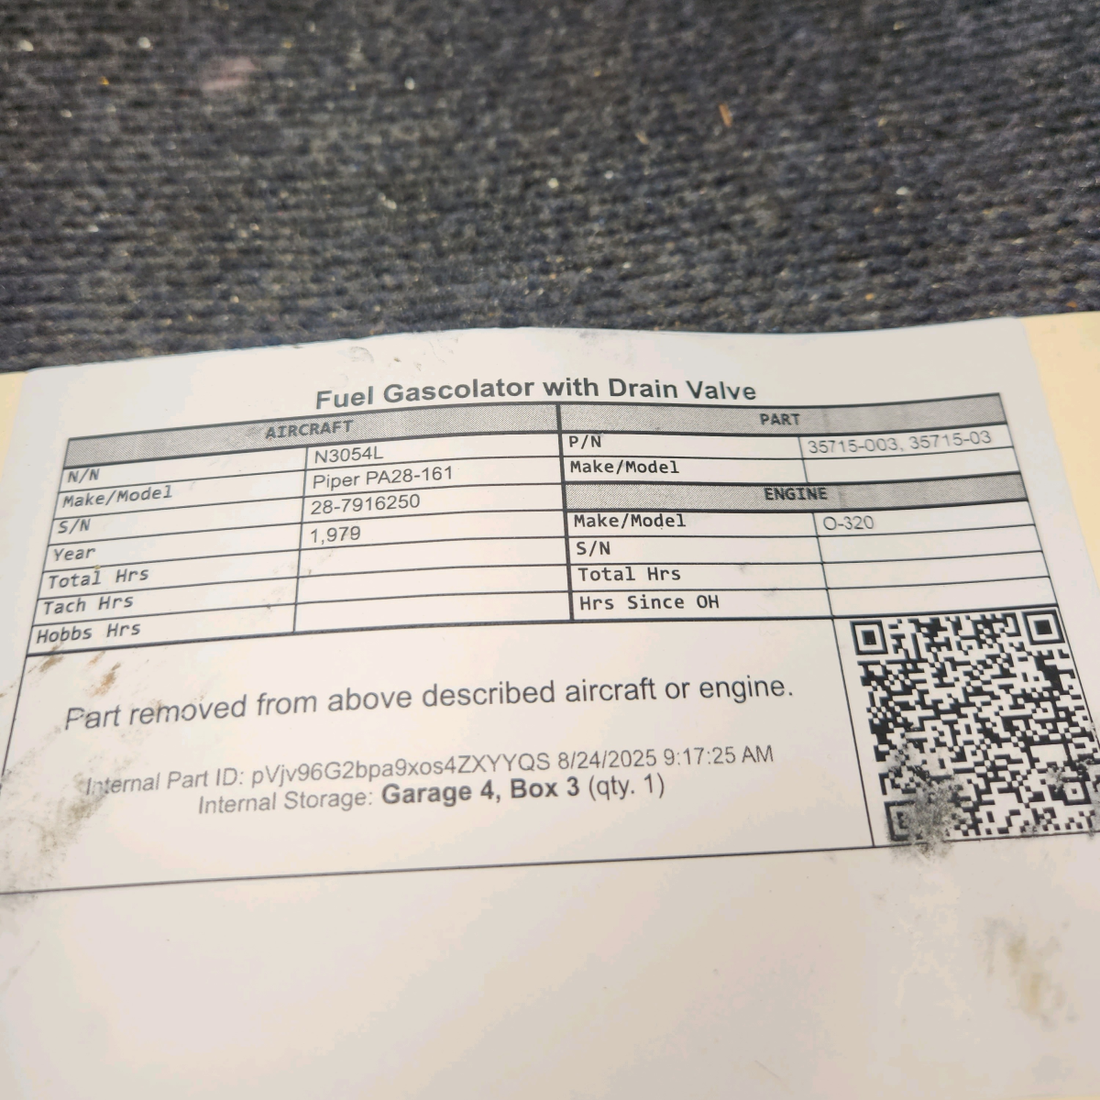 Fuel Gascolator with Drain Valve
AIRCRAFT
N/N N3054L
Make/Model Piper PA28-161
S/N 28-7916250
Year 1,979
Total Hrs
Tach Hrs
Hobbs Hrs
PART
P/N 35715-003, 35715-03
Make/Model
ENGINE
Make/Model O-320
S/N
Total Hrs
Hrs Since OH
Part removed from above described aircraft or engine.
Internal Part ID: pVjv96G2bpa9xos4ZXYYQS 8/24/2025 9:17:25 AM
Internal Storage: Garage 4, Box 3 (qty. 1)